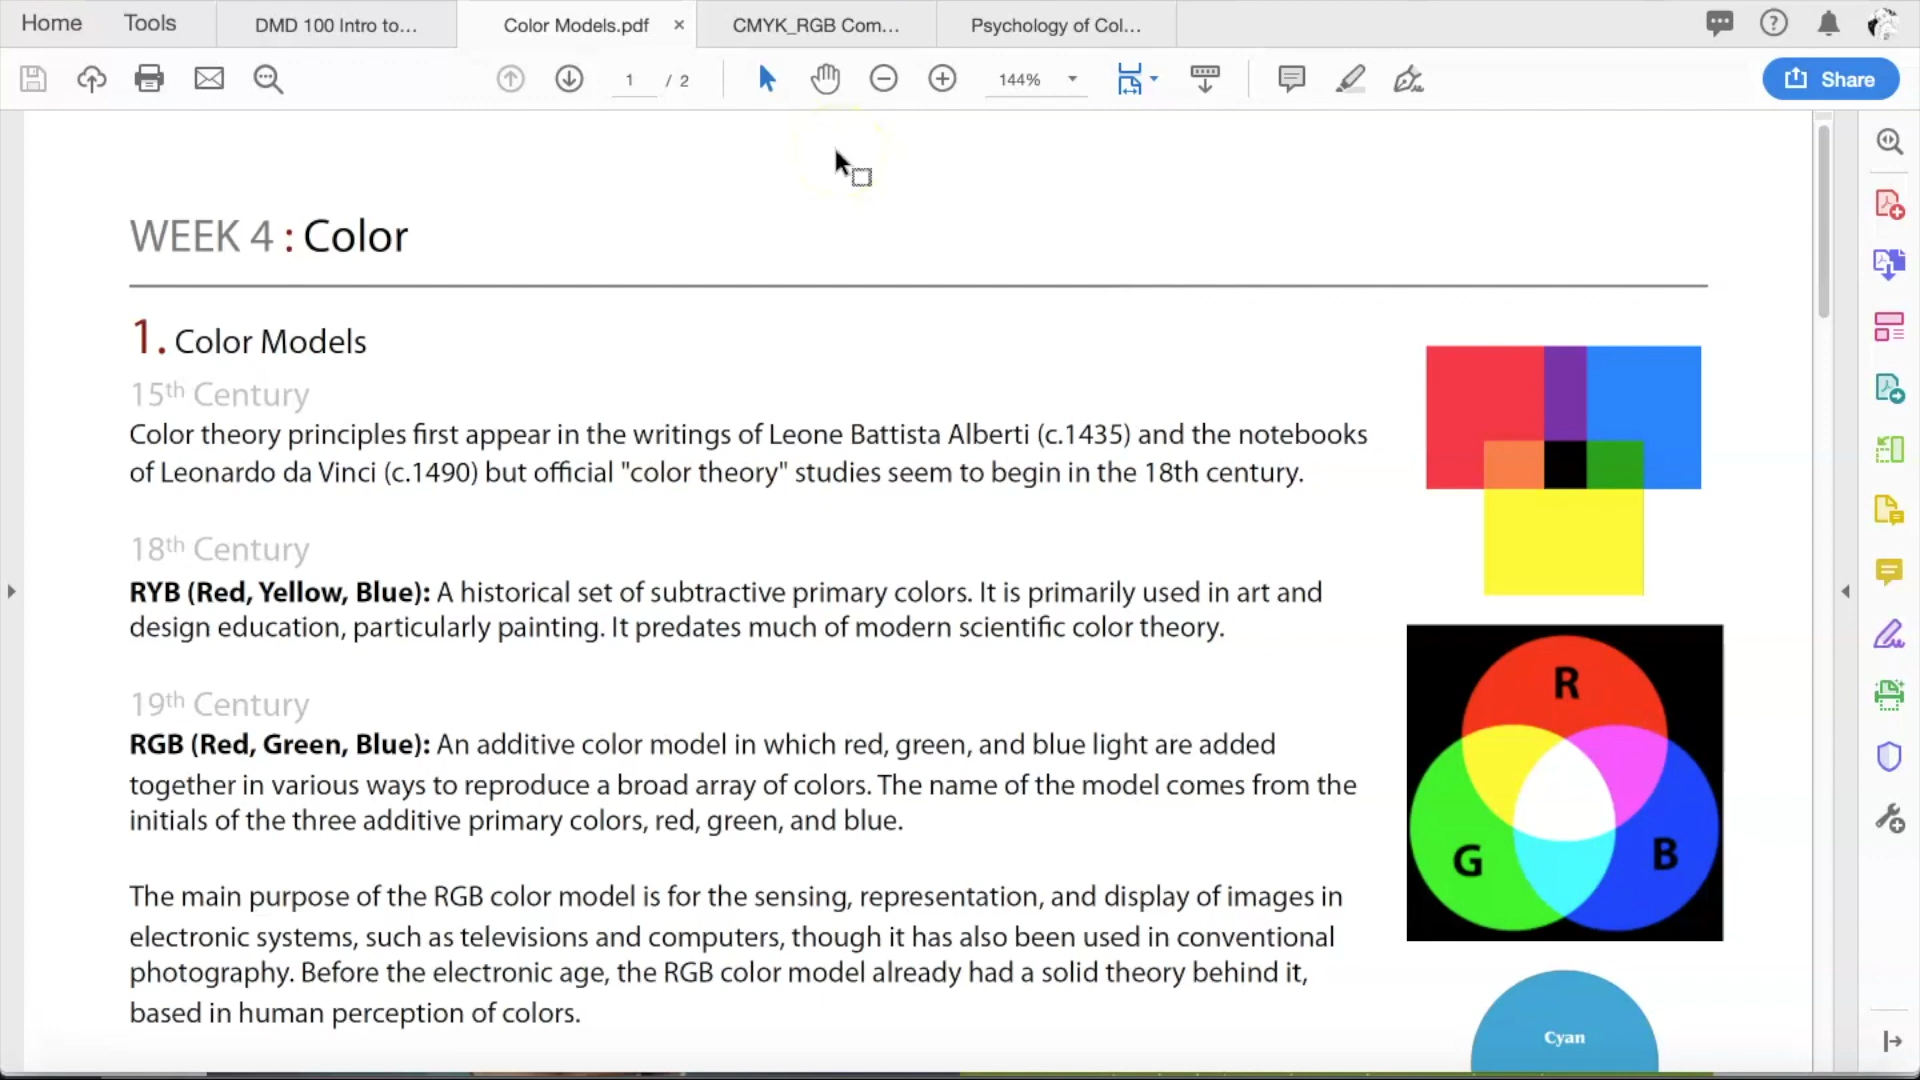 Home Tools DMD 100 Intro to... Color Models.pdf × CMYK_RGB Com... Psychology of Col...
1 / 2 144% Share
WEEK 4 : Color
1. Color Models
15th Century
Color theory principles first appear in the writings of Leone Battista Alberti (c.1435) and the notebooks
of Leonardo da Vinci (c.1490) but official "color theory" studies seem to begin in the 18th century.
18th Century
RYB (Red, Yellow, Blue): A historical set of subtractive primary colors. It is primarily used in art and
design education, particularly painting. It predates much of modern scientific color theory.
19th Century
RGB (Red, Green, Blue): An additive color model in which red, green, and blue light are added
together in various ways to reproduce a broad array of colors. The name of the model comes from the
initials of the three additive primary colors, red, green, and blue.
The main purpose of the RGB color model is for the sensing, representation, and display of images in
electronic systems, such as televisions and computers, though it has also been used in conventional
photography. Before the electronic age, the RGB color model already had a solid theory behind it,
based in human perception of colors.
R
G B
Cyan